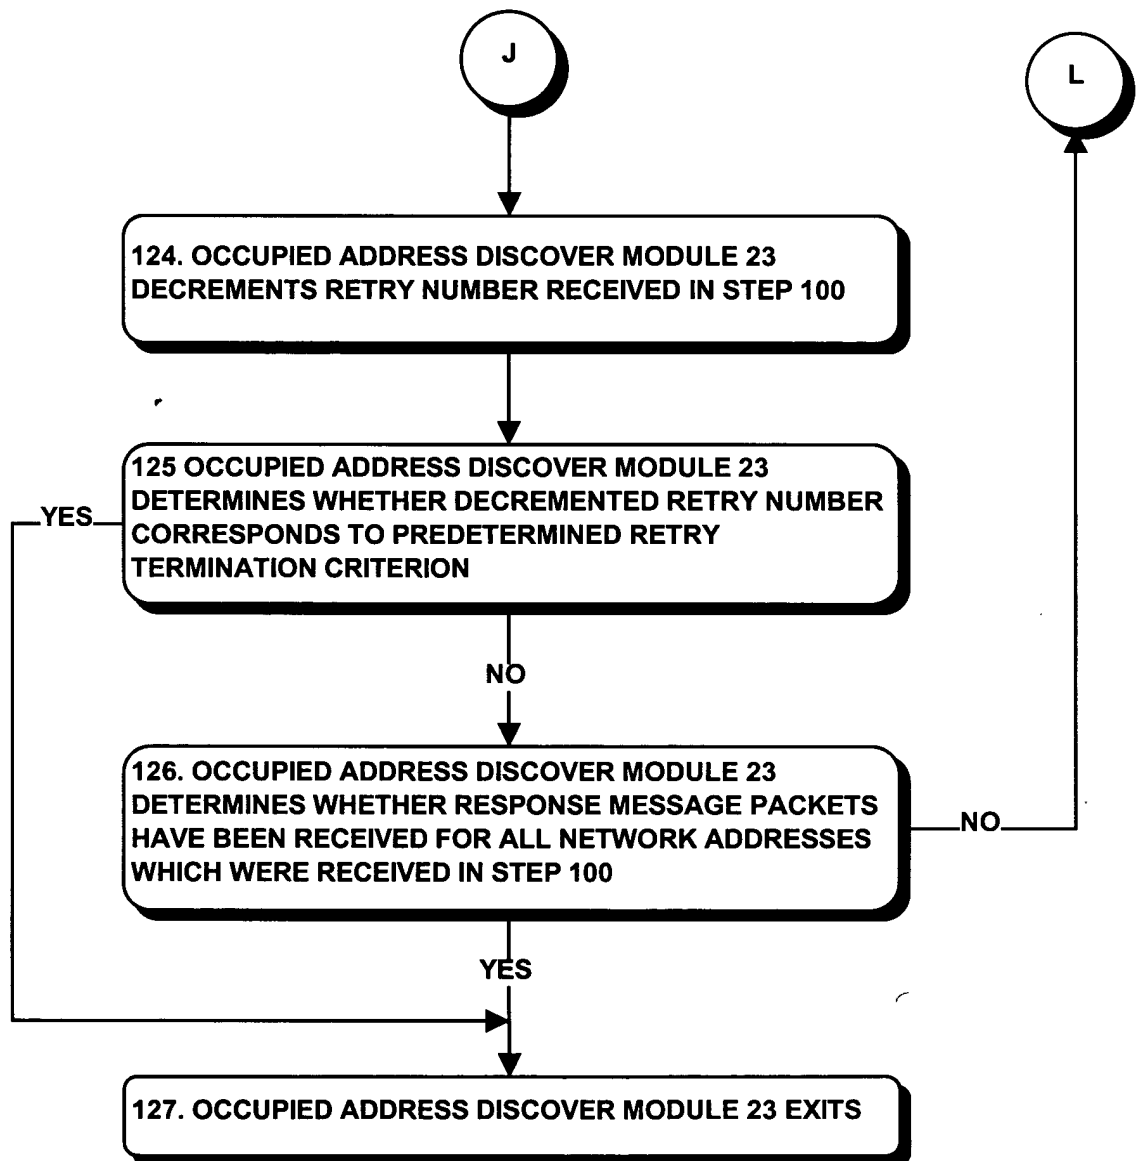 J
L
124. OCCUPIED ADDRESS DISCOVER MODULE 23
DECREMENTS RETRY NUMBER RECEIVED IN STEP 100
125 OCCUPIED ADDRESS DISCOVER MODULE 23
DETERMINES WHETHER DECREMENTED RETRY NUMBER
CORRESPONDS TO PREDETERMINED RETRY
TERMINATION CRITERION
YES
NO
126. OCCUPIED ADDRESS DISCOVER MODULE 23
DETERMINES WHETHER RESPONSE MESSAGE PACKETS
HAVE BEEN RECEIVED FOR ALL NETWORK ADDRESSES
WHICH WERE RECEIVED IN STEP 100
NO
YES
127. OCCUPIED ADDRESS DISCOVER MODULE 23 EXITS